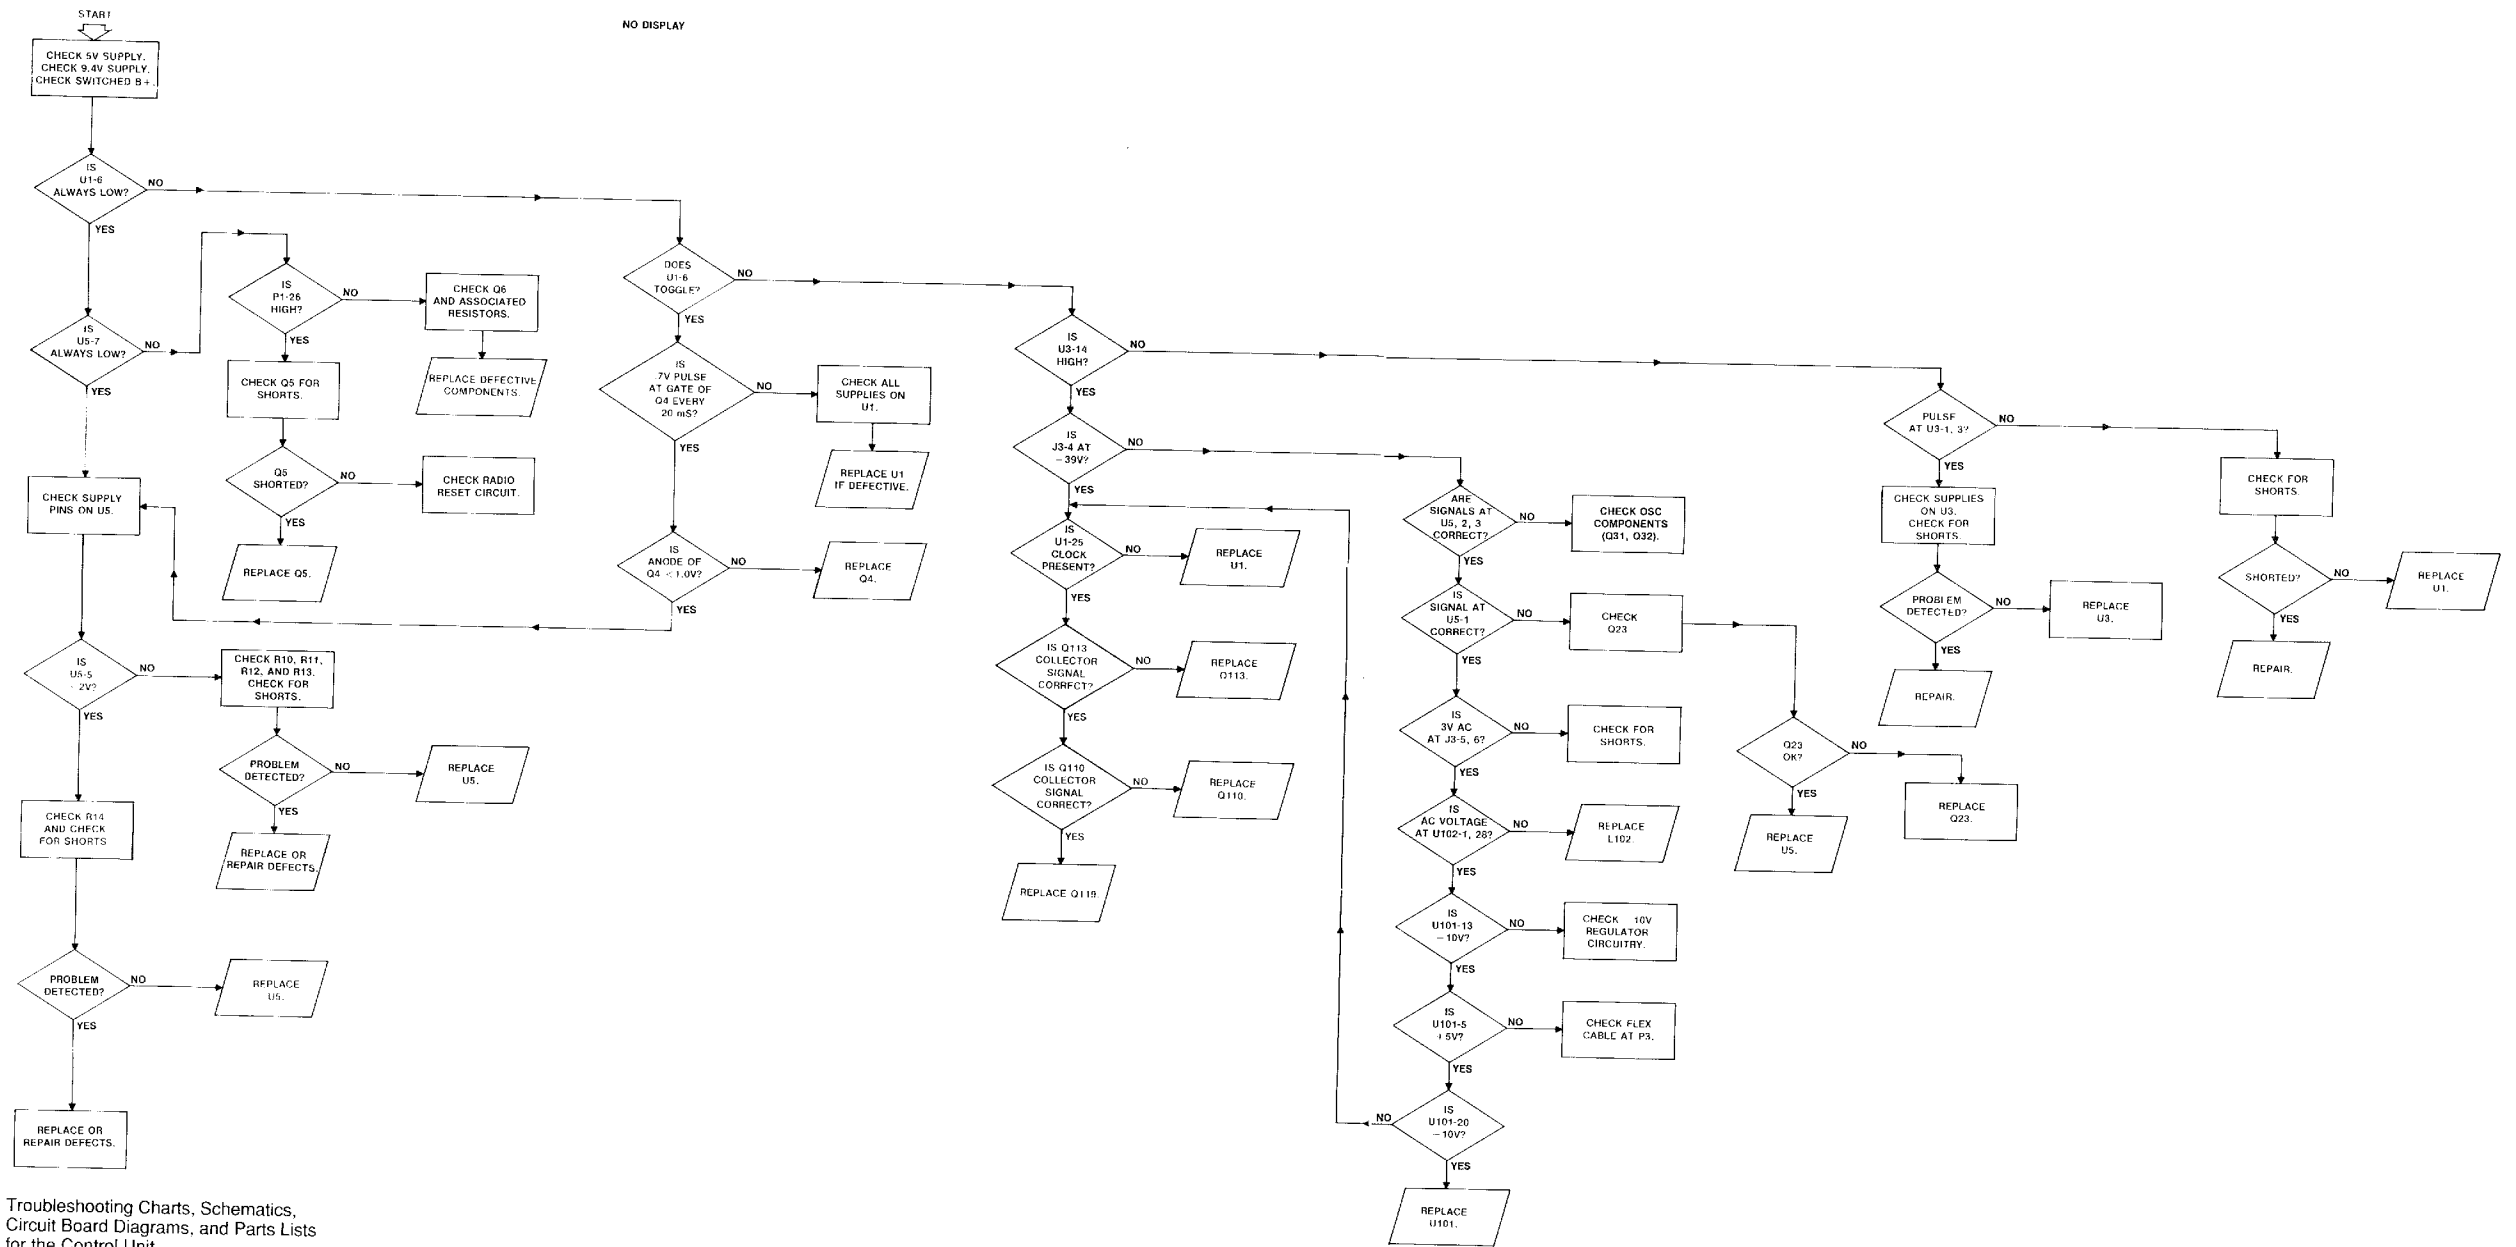 START
NO DISPLAY
CHECK 5V SUPPLY.
CHECK 9.4V SUPPLY.
CHECK SWITCHED B+.
IS
U1-6
ALWAYS LOW?
NO
YES
IS
U5-7
ALWAYS LOW?
NO
YES
IS
P1-26
HIGH?
NO
YES
CHECK Q6
AND ASSOCIATED
RESISTORS.
REPLACE DEFECTIVE
COMPONENTS.
CHECK Q5 FOR
SHORTS.
Q5
SHORTED?
NO
YES
CHECK RADIO
RESET CIRCUIT.
REPLACE Q5.
CHECK SUPPLY
PINS ON U5.
IS
U5-5
2V?
NO
YES
CHECK R10, R11,
R12, AND R13.
CHECK FOR
SHORTS.
PROBLEM
DETECTED?
NO
YES
REPLACE
U5.
REPLACE OR
REPAIR DEFECTS.
CHECK R14
AND CHECK
FOR SHORTS
PROBLEM
DETECTED?
NO
YES
REPLACE
U5.
REPLACE OR
REPAIR DEFECTS.
DOES
U1-6
TOGGLE?
NO
YES
IS
.7V PULSE
AT GATE OF
Q4 EVERY
20 mS?
NO
YES
CHECK ALL
SUPPLIES ON
U1.
REPLACE U1
IF DEFECTIVE.
IS
ANODE OF
Q4 <1.0V?
NO
YES
REPLACE
Q4.
IS
U3-14
HIGH?
NO
YES
IS
J3-4 AT
−39V?
NO
YES
IS
U1-25
CLOCK
PRESENT?
NO
YES
REPLACE
U1.
IS Q113
COLLECTOR
SIGNAL
CORRECT?
NO
YES
REPLACE
Q113.
IS Q110
COLLECTOR
SIGNAL
CORRECT?
NO
YES
REPLACE
Q110.
REPLACE Q119.
ARE
SIGNALS AT
U5, 2, 3
CORRECT?
NO
YES
CHECK OSC
COMPONENTS
(Q31, Q32).
IS
SIGNAL AT
U5-1
CORRECT?
NO
YES
CHECK
Q23
IS
3V AC
AT J3-5, 6?
NO
YES
CHECK FOR
SHORTS.
IS
AC VOLTAGE
AT U102-1, 28?
NO
YES
REPLACE
L102.
IS
U101-13
−10V?
NO
YES
CHECK 10V
REGULATOR
CIRCUITRY.
IS
U101-5
+5V?
NO
YES
CHECK FLEX
CABLE AT P3.
IS
U101-20
−10V?
NO
YES
REPLACE
U101.
Q23
OK?
NO
YES
REPLACE
Q23.
REPLACE
U5.
PULSE
AT U3-1, 3?
NO
YES
CHECK SUPPLIES
ON U3.
CHECK FOR
SHORTS.
PROBLEM
DETECTED?
NO
YES
REPLACE
U3.
REPAIR.
CHECK FOR
SHORTS.
SHORTED?
NO
YES
REPLACE
U1.
REPAIR.
Troubleshooting Charts, Schematics,
Circuit Board Diagrams, and Parts Lists
for the Control Unit